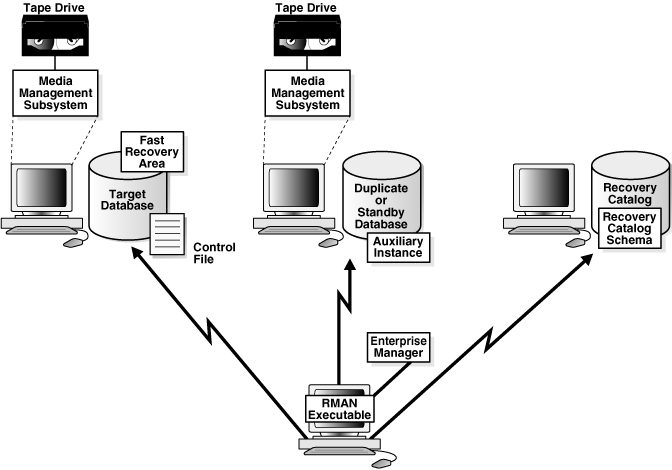 Tape Drive
Tape Drive
Media
Management
Subsystem
Media
Management
Subsystem
Fast
Recovery
Area
Target
Database
Control
File
Duplicate
or
Standby
Database
Auxiliary
Instance
Recovery
Catalog
Recovery
Catalog
Schema
Enterprise
Manager
RMAN
Executable